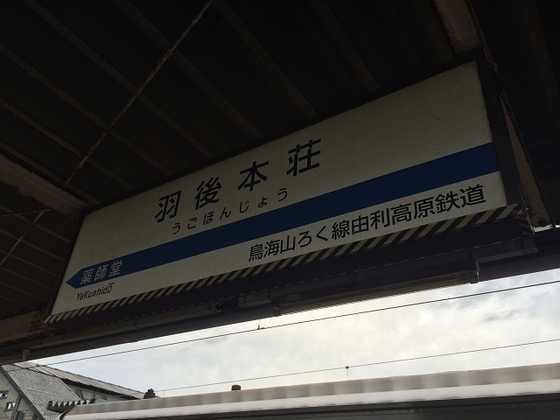 羽後本荘
うごほんじょう
薬師堂
Yakushidō
鳥海山ろく線由利高原鉄道